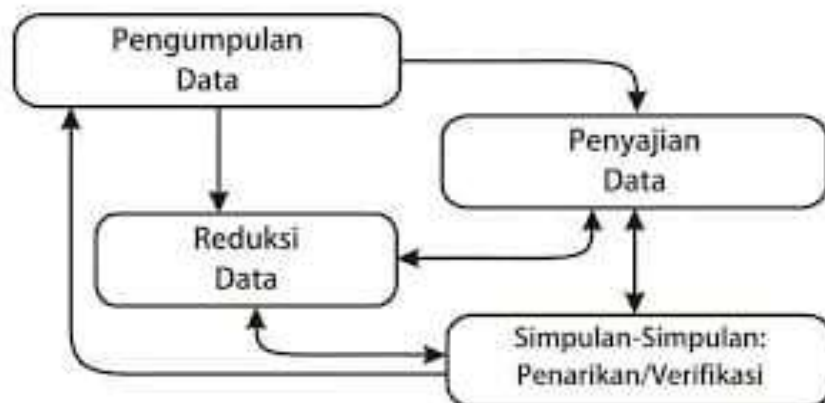 Pengumpulan
Data
Penyajian
Data
Reduksi
Data
Simpulan-Simpulan:
Penarikan/Verifikasi